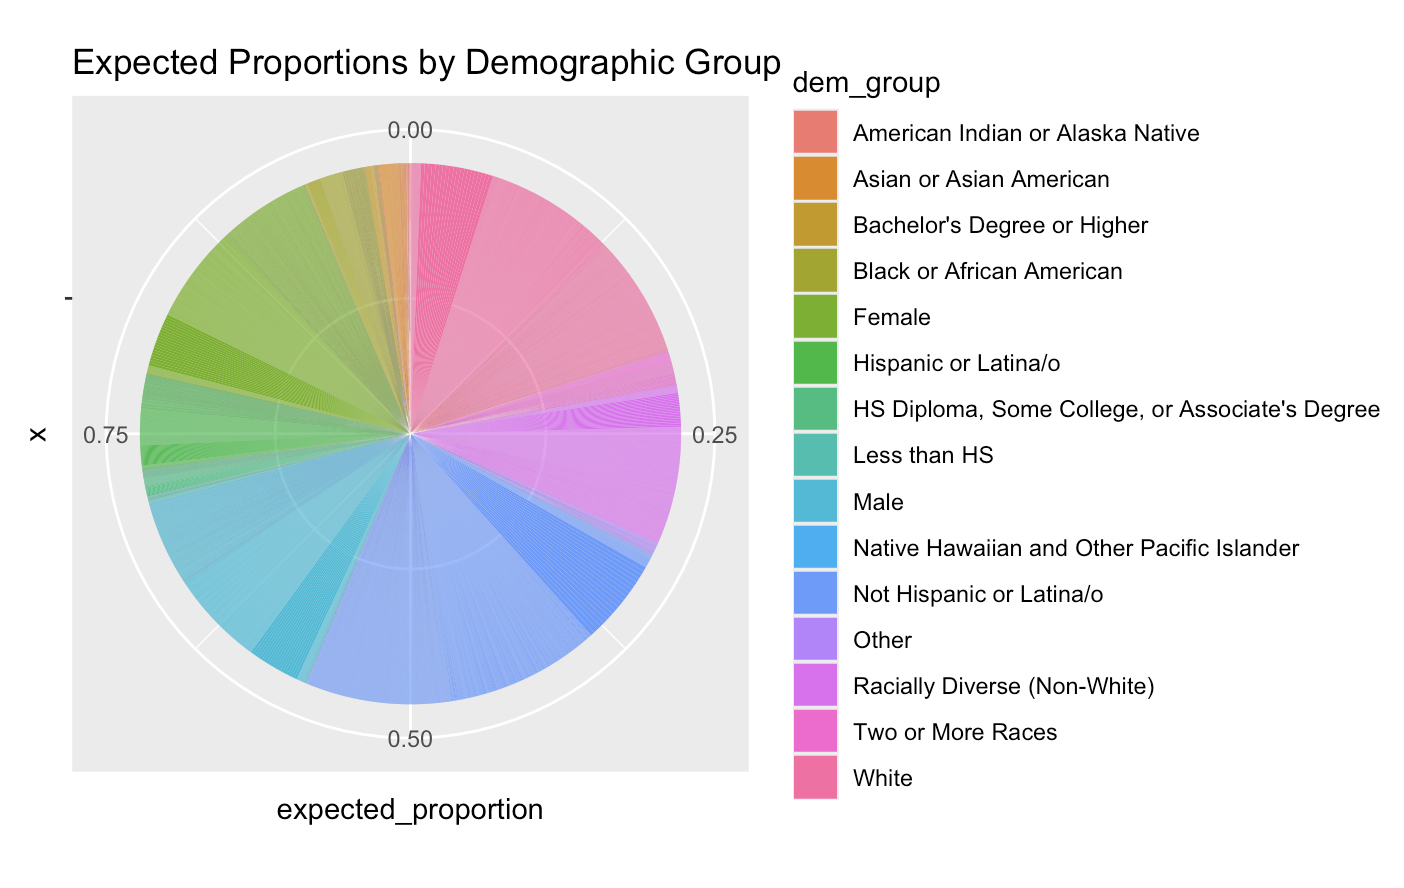 Expected Proportions by Demographic Group
dem_group
0.00
0.25
0.50
0.75
x
expected_proportion
American Indian or Alaska Native
Asian or Asian American
Bachelor's Degree or Higher
Black or African American
Female
Hispanic or Latina/o
HS Diploma, Some College, or Associate's Degree
Less than HS
Male
Native Hawaiian and Other Pacific Islander
Not Hispanic or Latina/o
Other
Racially Diverse (Non-White)
Two or More Races
White